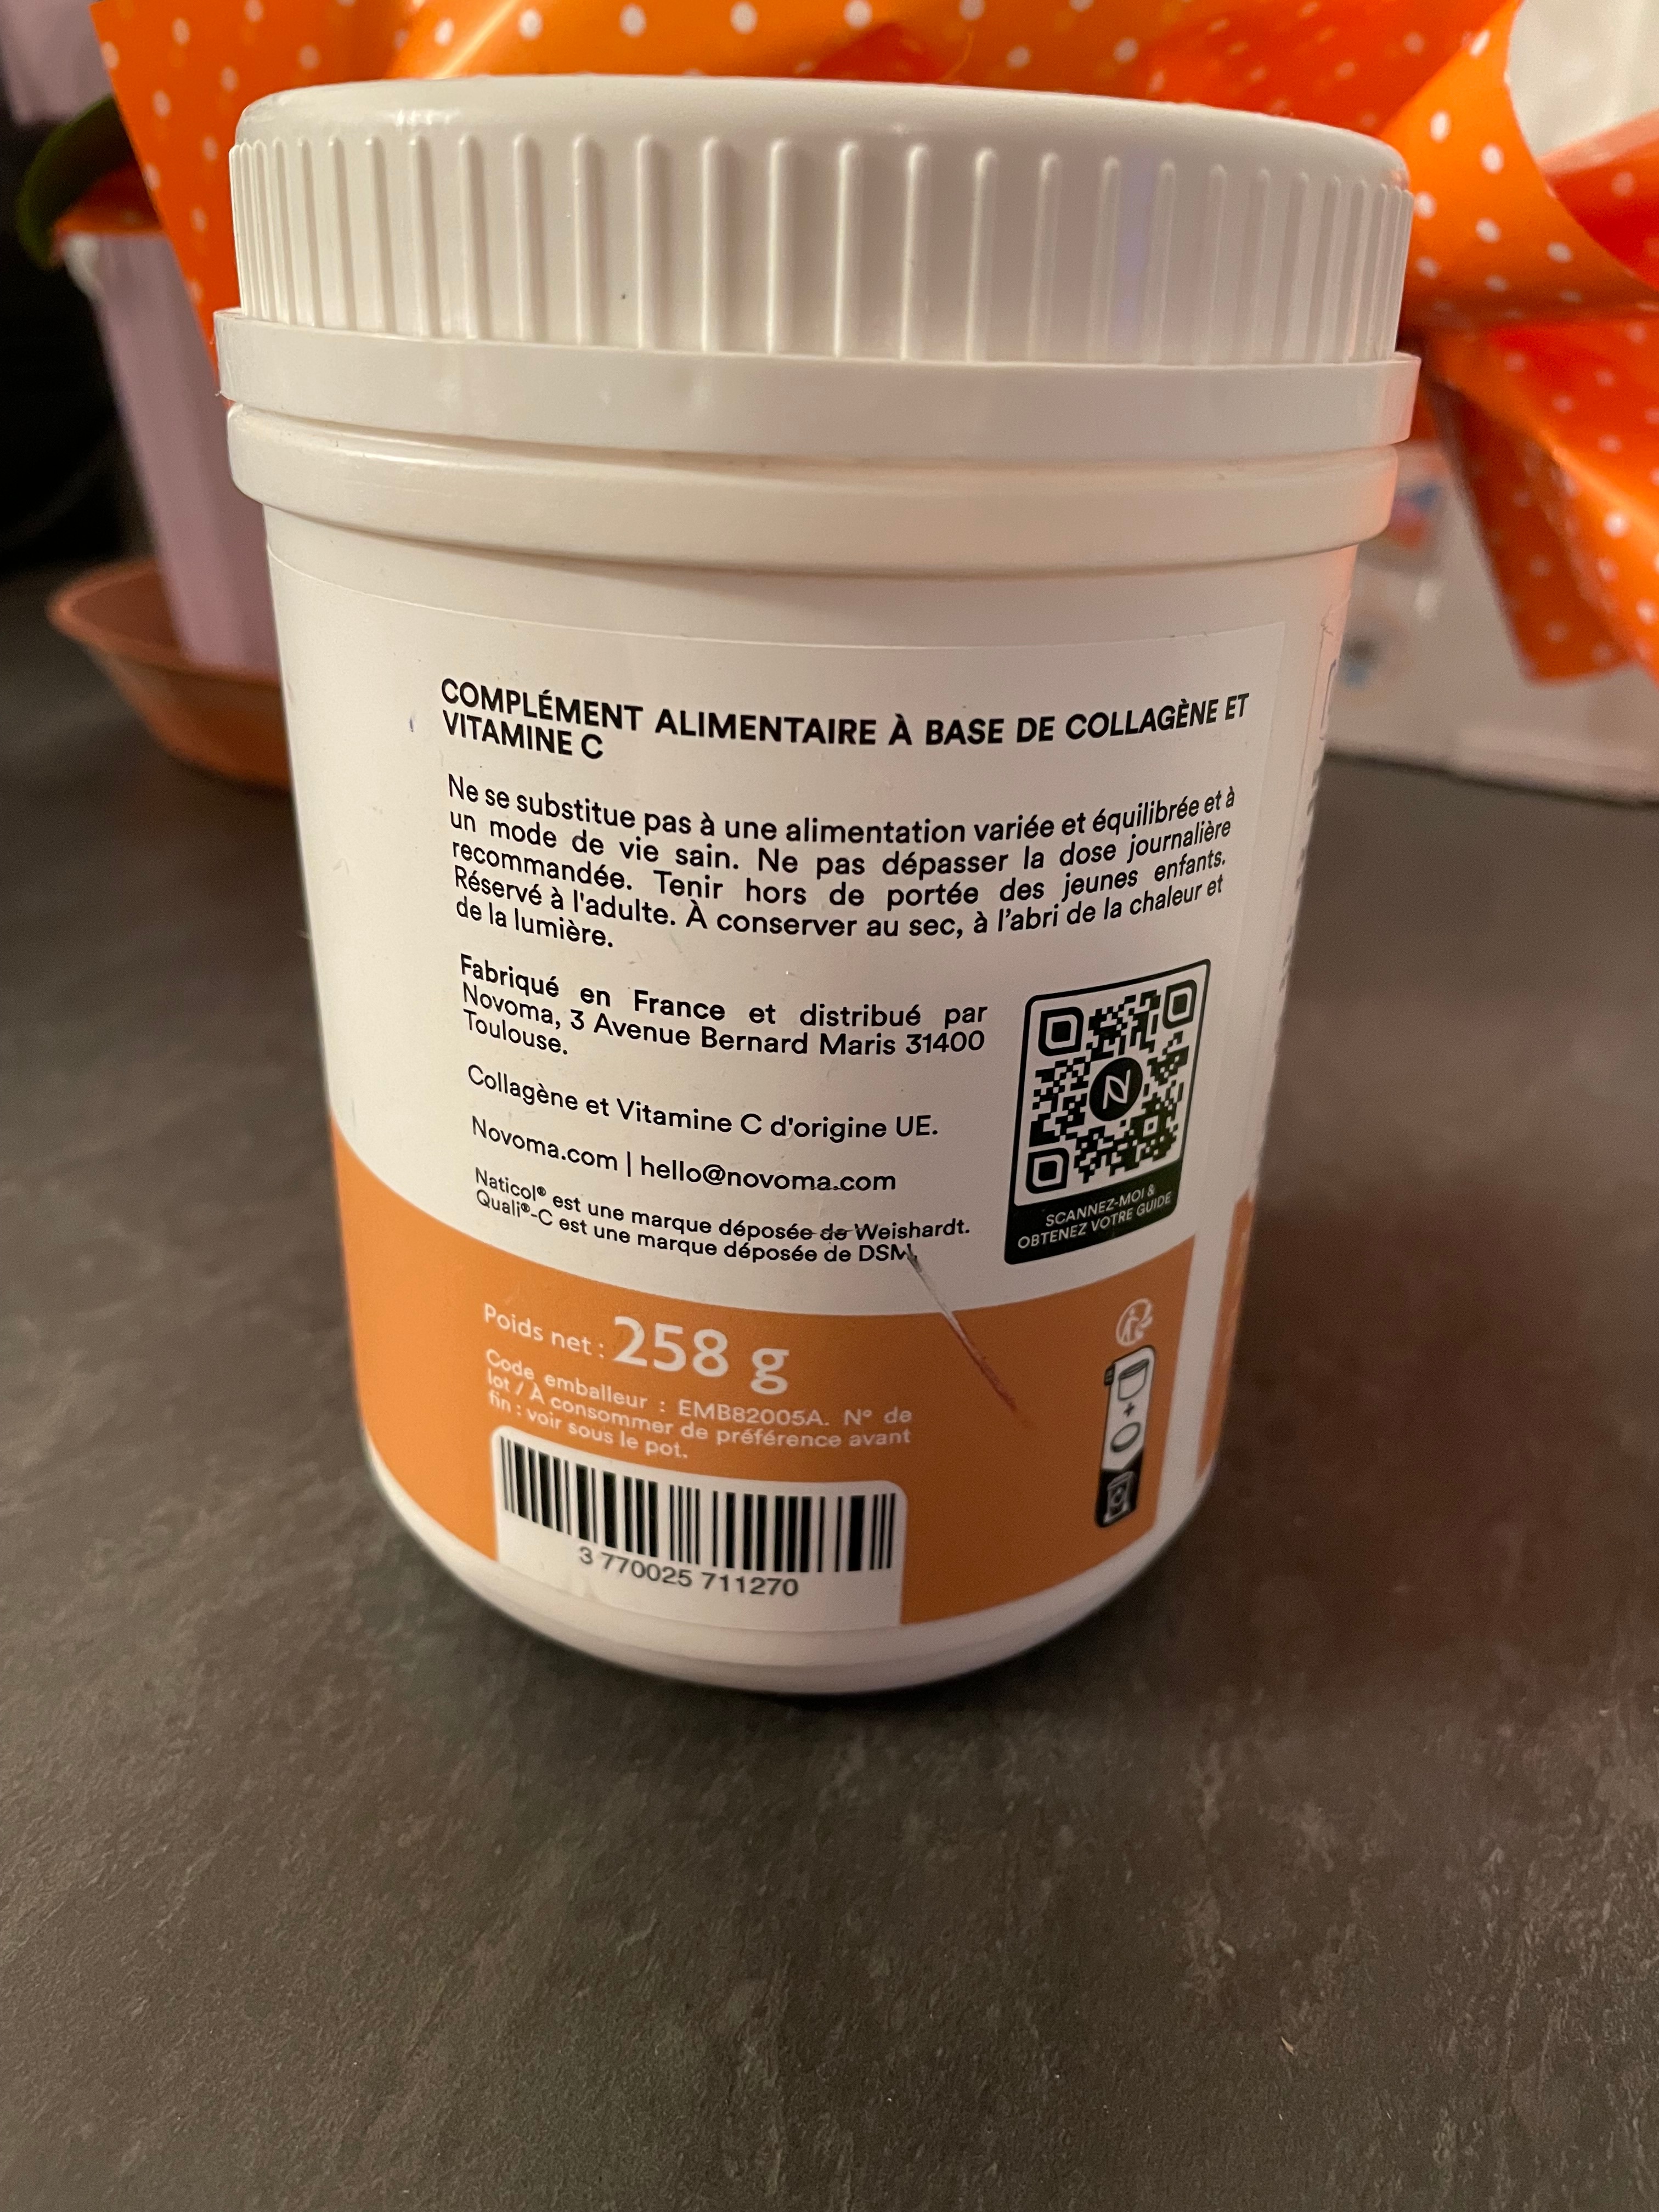 COMPLÉMENT ALIMENTAIRE À BASE DE COLLAGÈNE ET
VITAMINE C
Ne se substitue pas à une alimentation variée et équilibrée et à
un mode de vie sain. Ne pas dépasser la dose journalière
recommandée. Tenir hors de portée des jeunes enfants.
Réservé à l'adulte. À conserver au sec, à l'abri de la chaleur et
de la lumière.
Fabriqué en France et distribué par
Novoma, 3 Avenue Bernard Maris 31400
Toulouse.
Collagène et Vitamine C d'origine UE.
Novoma.com | hello@novoma.com
Naticol® est une marque déposée de Weishardt.
Quali®-C est une marque déposée de DSM.
SCANNEZ-MOI &
OBTENEZ VOTRE GUIDE
Poids net : 258 g
Code emballeur : EMB82005A. N° de
lot / À consommer de préférence avant
fin : voir sous le pot.
3 770025 711270